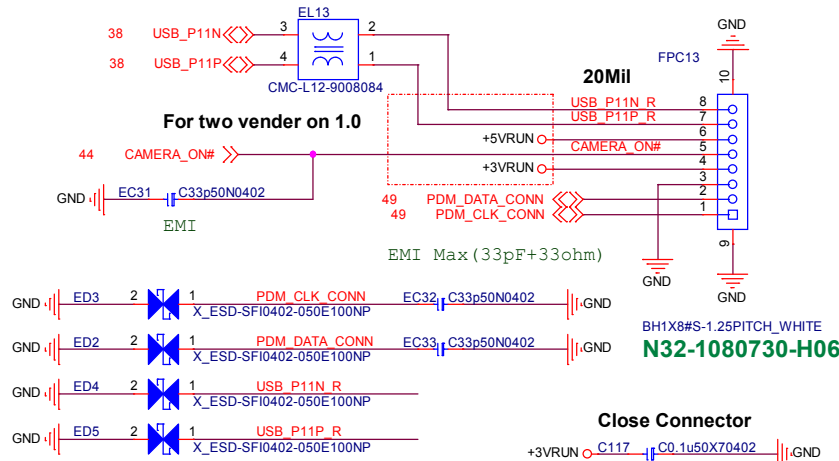 EL13
GND
38 USB_P11N 3 2
FPC13
10
38 USB_P11P 4 1
CMC-L12-9008084
20Mil
USB_P11N_R 8
USB_P11P_R 7
For two vender on 1.0
+5VRUN 6
44 CAMERA_ON# CAMERA_ON# 5
+3VRUN 4
3
GND EC31 C33p50N0402
49 PDM_DATA_CONN 2
49 PDM_CLK_CONN 1
EMI
9
EMI Max(33pF+33ohm)
GND
GND
GND ED3 2 1 PDM_CLK_CONN EC32 C33p50N0402 GND
X_ESD-SFI0402-050E100NP
BH1X8#S-1.25PITCH_WHITE
GND ED2 2 1 PDM_DATA_CONN EC33 C33p50N0402 GND
X_ESD-SFI0402-050E100NP
N32-1080730-H06
GND ED4 2 1 USB_P11N_R
X_ESD-SFI0402-050E100NP
Close Connector
GND ED5 2 1 USB_P11P_R
X_ESD-SFI0402-050E100NP
+3VRUN C117 C0.1u50X70402 GND